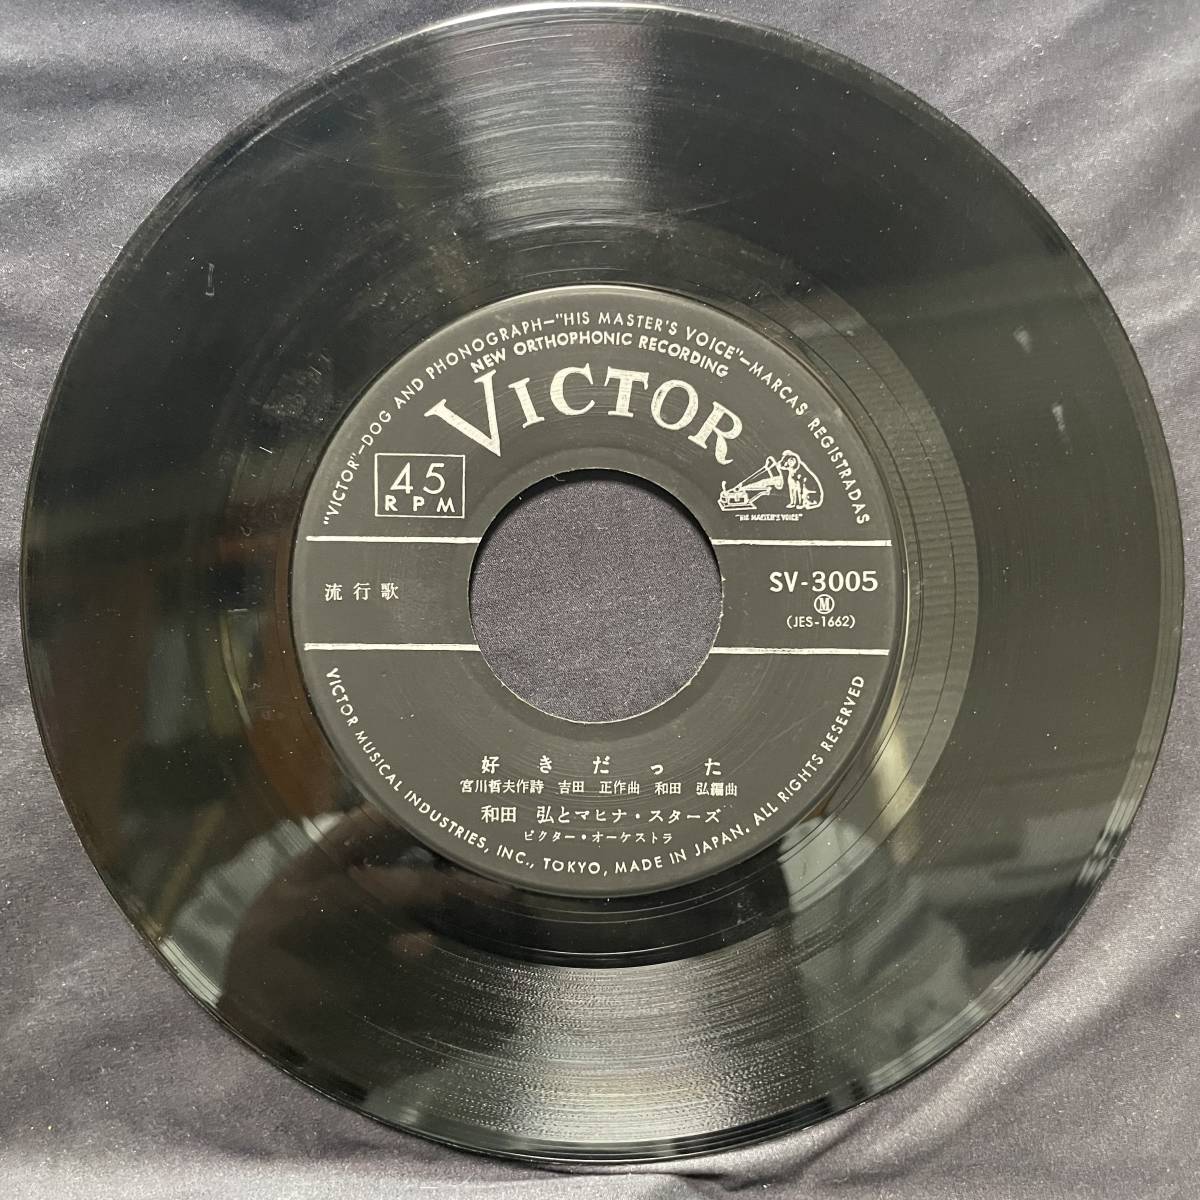 "VICTOR"—DOG AND PHONOGRAPH—"HIS MASTER'S VOICE"—MARCAS REGISTRADAS
NEW ORTHOPHONIC RECORDING
VICTOR
45
RPM
"HIS MASTER'S VOICE"
流行歌
SV-3005
Ⓜ
(JES-1662)
好きだった
宮川哲夫作詩 吉田 正作曲 和田 弘編曲
和田 弘とマヒナ・スターズ
ビクター・オーケストラ
VICTOR MUSICAL INDUSTRIES, INC., TOKYO, MADE IN JAPAN. ALL RIGHTS RESERVED